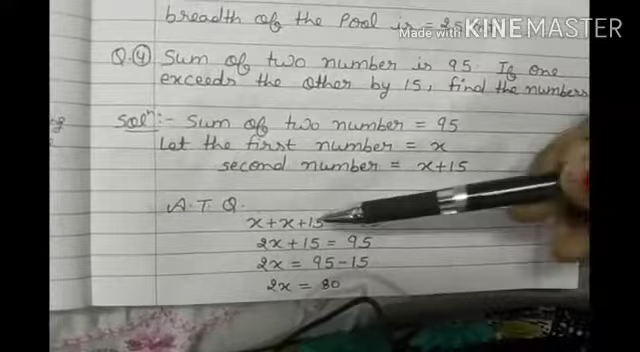 breadth of the Pool is = 25
Made with KINEMASTER
Q.④ Sum of two number is 95. If one
exceeds the other by 15, find the numbers
Solⁿ:- Sum of two number = 95
Let the first number = x
second number = x+15
A.T.Q.
x+x+15
2x+15 = 95
2x = 95-15
2x = 80